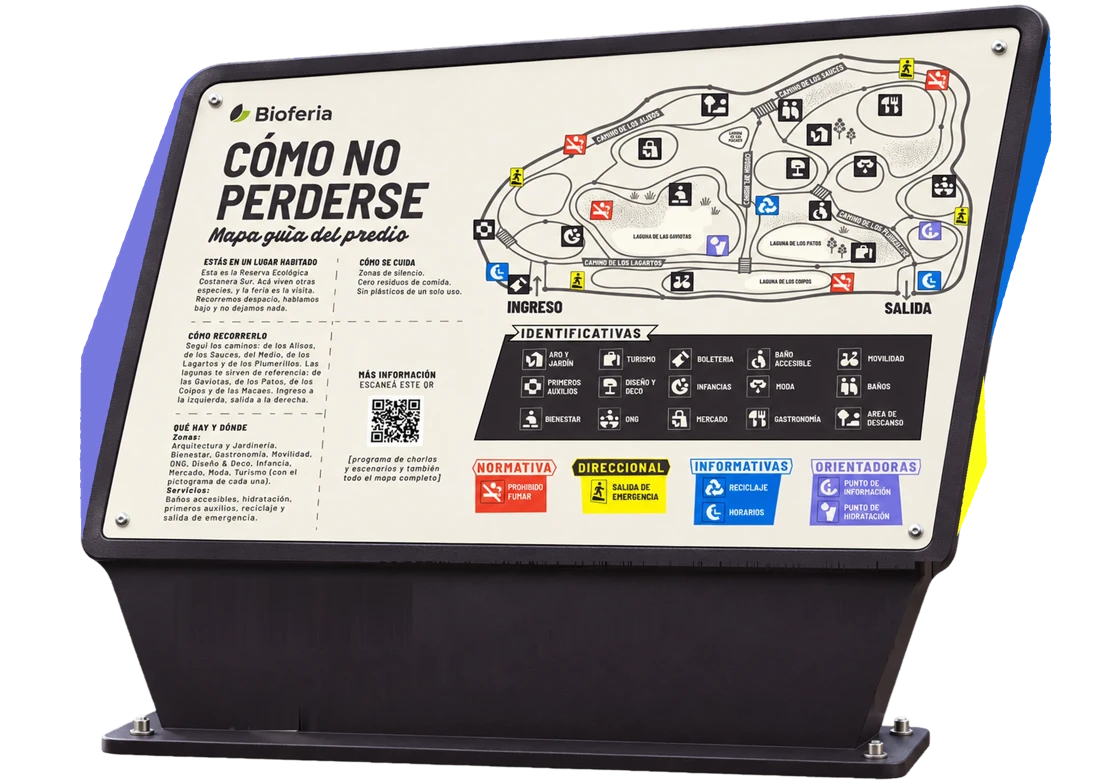 Bioferia
CÓMO NO
PERDERSE
Mapa guìa del predio
ESTÁS EN UN LUGAR HABITADO
Esta es la Reserva Ecológica
Costanera Sur. Acá viven otras
especies, y la feria es la visita.
Recorremos despacio, hablamos
bajo y no dejamos nada.
CÓMO SE CUIDA
Zonas de silencio.
Cero residuos de comida.
Sin plásticos de un solo uso.
CÓMO RECORRERLO
Seguí los caminos: de los Alisos,
de los Sauces, del Medio, de los
Lagartos y de los Plumerillos. Las
lagunas te sirven de referencia: de
las Gaviotas, de los Patos, de los
Coipos y de las Macaes. Ingreso a
la izquierda, salida a la derecha.
MÁS INFORMACIÓN
ESCANEÁ ESTE QR
[programa de charlas
y escenarios y también
todo el mapa completo]
QUÉ HAY Y DÓNDE
Zonas:
Arquitectura y Jardinería,
Bienestar, Gastronomía, Movilidad,
ONG, Diseño & Deco, Infancia,
Mercado, Moda, Turismo (con el
pictograma de cada una).
Servicios:
Baños accesibles, hidratación,
primeros auxilios, reciclaje y
salida de emergencia.
CAMINO DE LOS ALISOS
CAMINO DE LOS SAUCES
CAMINO DEL MEDIO
LAGUNA DE LAS GAVIOTAS
LAGUNA DE LOS PATOS
CAMINO DE LOS LAGARTOS
LAGUNA DE LOS COIPOS
INGRESO
SALIDA
IDENTIFICATIVAS
ARQ Y
JARDÍN
TURISMO
BOLETERIA
BAÑO
ACCESIBLE
MOVILIDAD
PRIMEROS
AUXILIOS
DISEÑO Y
DECO
INFANCIAS
MODA
BAÑOS
BIENESTAR
ONG
MERCADO
GASTRONOMÍA
AREA DE
DESCANSO
NORMATIVA
PROHIBIDO
FUMAR
DIRECCIONAL
SALIDA DE
EMERGENCIA
INFORMATIVAS
RECICLAJE
HORARIOS
ORIENTADORAS
PUNTO DE
INFORMACIÓN
PUNTO DE
HIDRATACIÓN